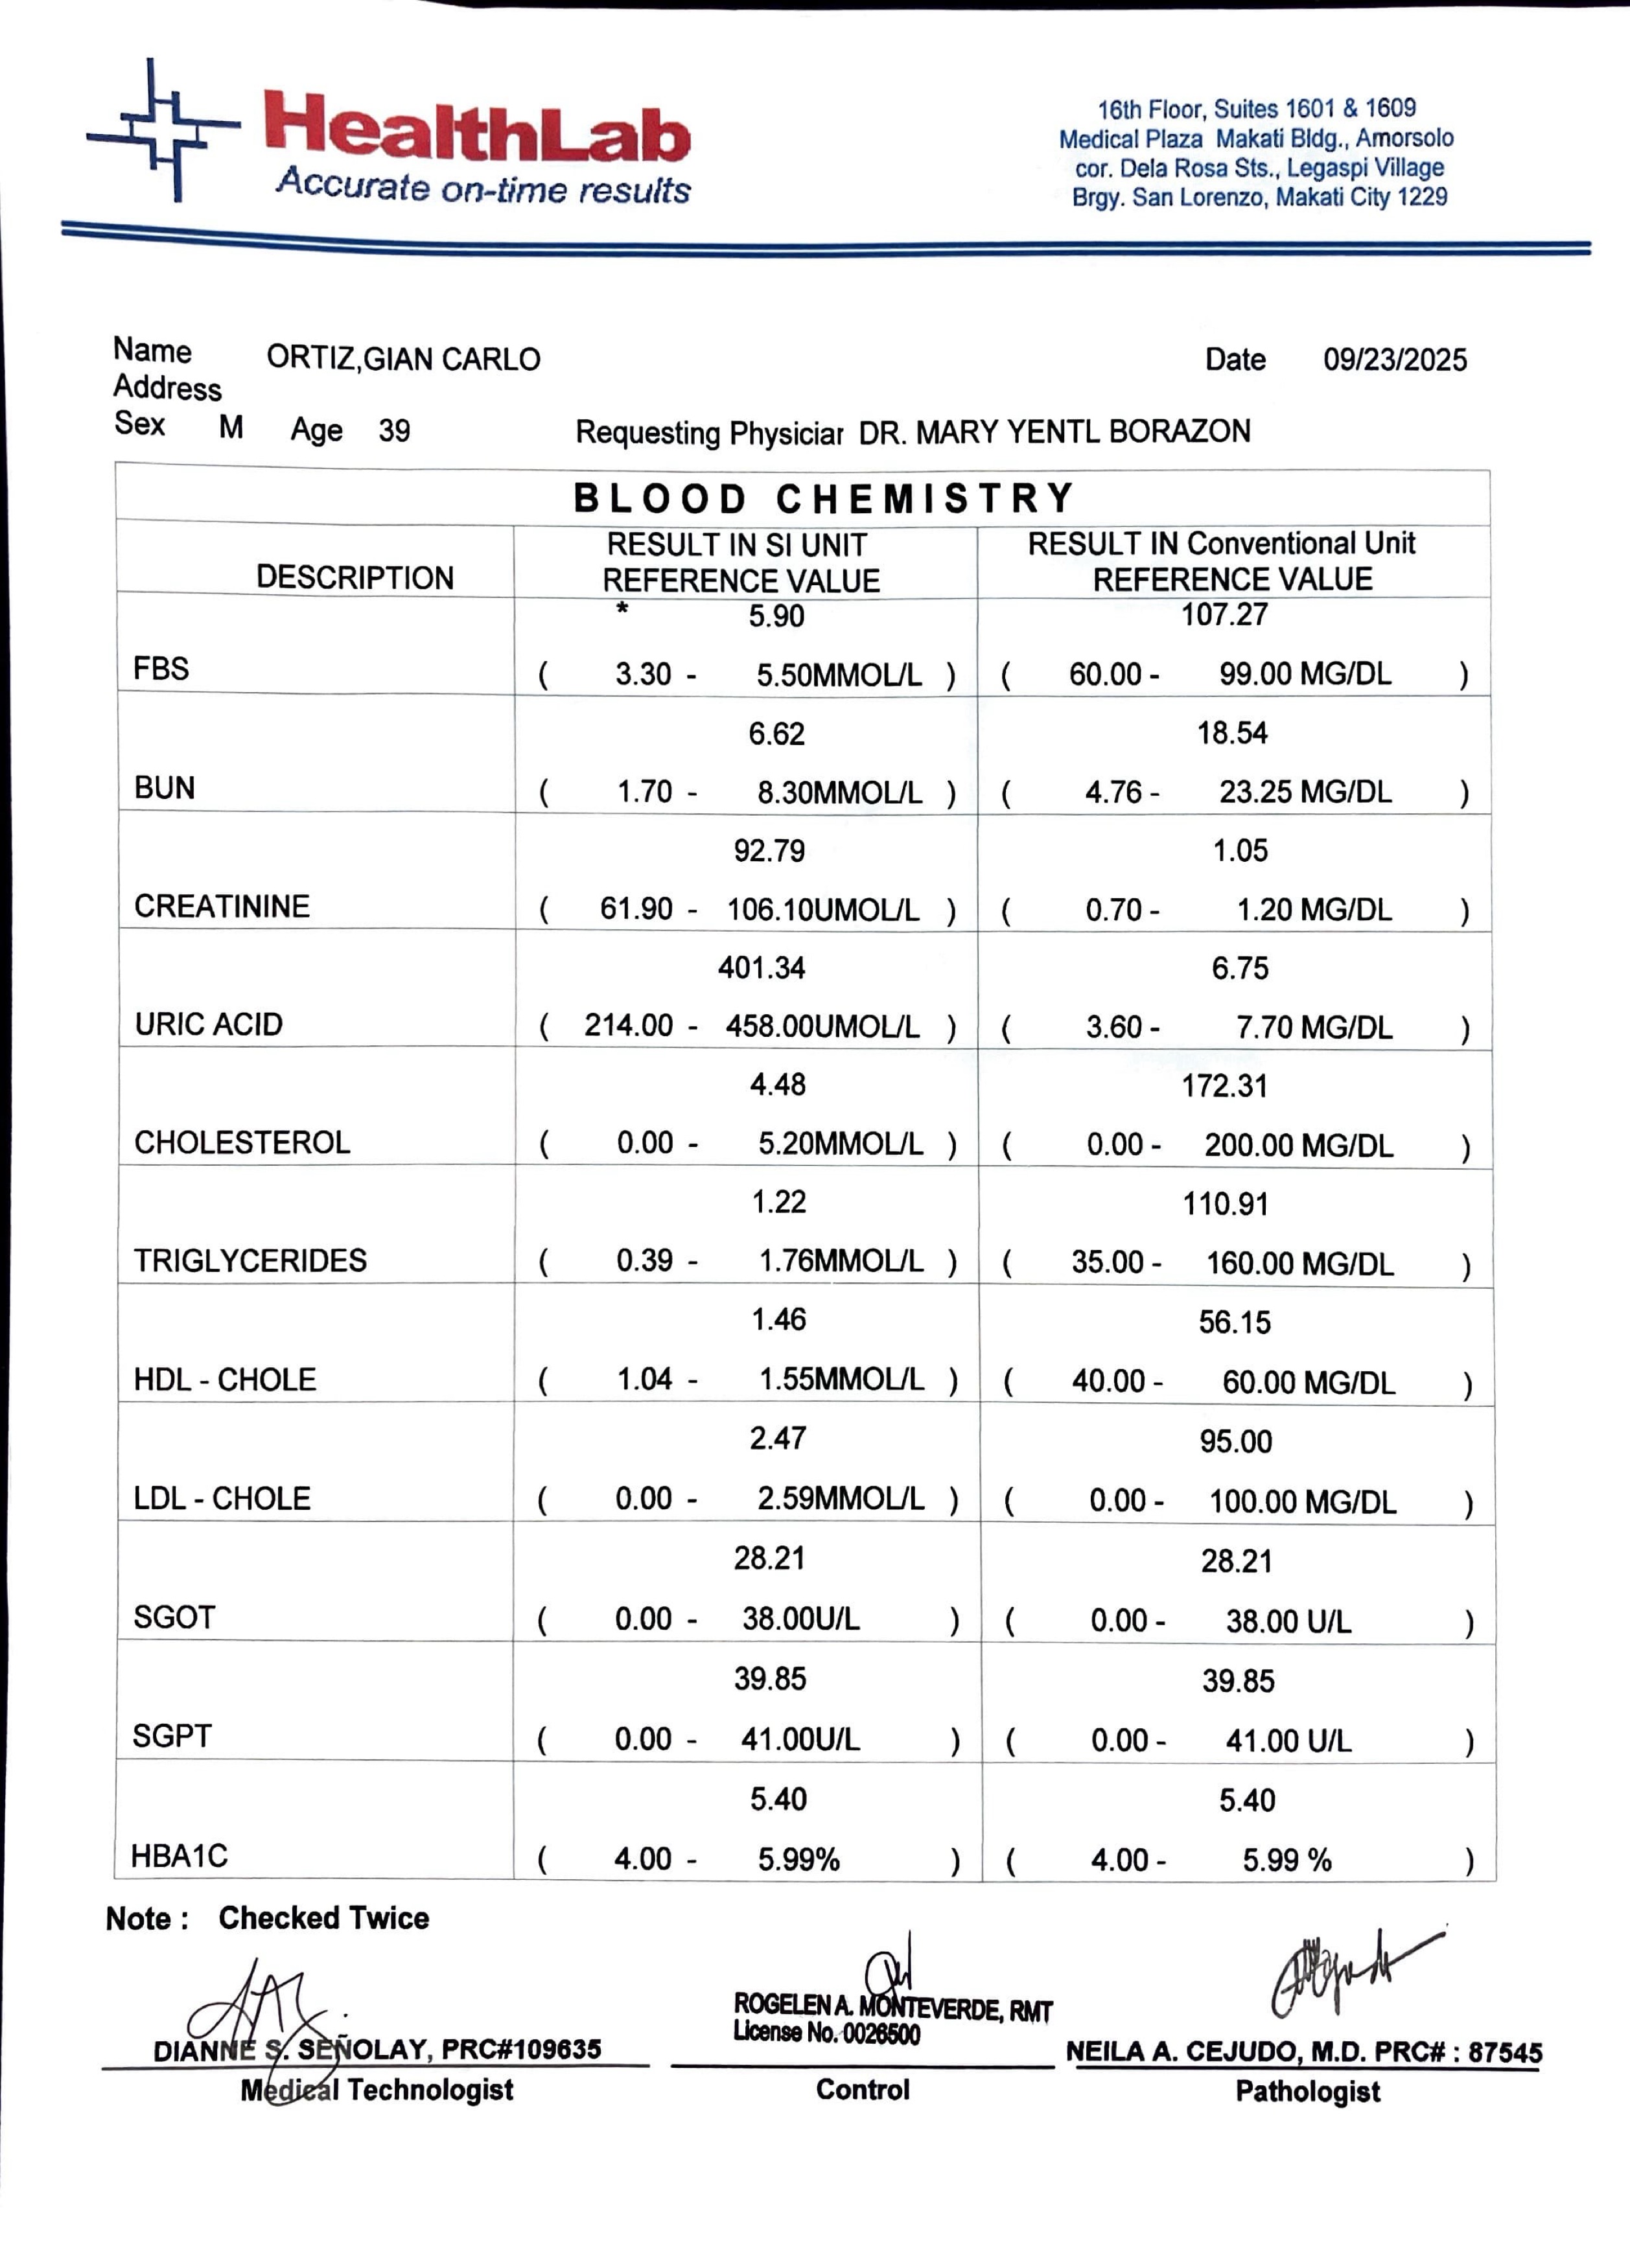 HealthLab
Accurate on-time results
16th Floor, Suites 1601 & 1609
Medical Plaza Makati Bldg., Amorsolo
cor. Dela Rosa Sts., Legaspi Village
Brgy. San Lorenzo, Makati City 1229
Name ORTIZ,GIAN CARLO Date 09/23/2025
Address
Sex M Age 39 Requesting Physiciar DR. MARY YENTL BORAZON
BLOOD CHEMISTRY
RESULT IN SI UNIT RESULT IN Conventional Unit
DESCRIPTION REFERENCE VALUE REFERENCE VALUE
* 5.90 107.27
FBS ( 3.30 - 5.50MMOL/L ) ( 60.00 - 99.00 MG/DL )
6.62 18.54
BUN ( 1.70 - 8.30MMOL/L ) ( 4.76 - 23.25 MG/DL )
92.79 1.05
CREATININE ( 61.90 - 106.10UMOL/L ) ( 0.70 - 1.20 MG/DL )
401.34 6.75
URIC ACID ( 214.00 - 458.00UMOL/L ) ( 3.60 - 7.70 MG/DL )
4.48 172.31
CHOLESTEROL ( 0.00 - 5.20MMOL/L ) ( 0.00 - 200.00 MG/DL )
1.22 110.91
TRIGLYCERIDES ( 0.39 - 1.76MMOL/L ) ( 35.00 - 160.00 MG/DL )
1.46 56.15
HDL - CHOLE ( 1.04 - 1.55MMOL/L ) ( 40.00 - 60.00 MG/DL )
2.47 95.00
LDL - CHOLE ( 0.00 - 2.59MMOL/L ) ( 0.00 - 100.00 MG/DL )
28.21 28.21
SGOT ( 0.00 - 38.00U/L ) ( 0.00 - 38.00 U/L )
39.85 39.85
SGPT ( 0.00 - 41.00U/L ) ( 0.00 - 41.00 U/L )
5.40 5.40
HBA1C ( 4.00 - 5.99% ) ( 4.00 - 5.99 % )
Note : Checked Twice
ROGELEN A. MONTEVERDE, RMT
License No. 0026500
DIANNE S. SEÑOLAY, PRC#109635 NEILA A. CEJUDO, M.D. PRC# : 87545
Medical Technologist Control Pathologist